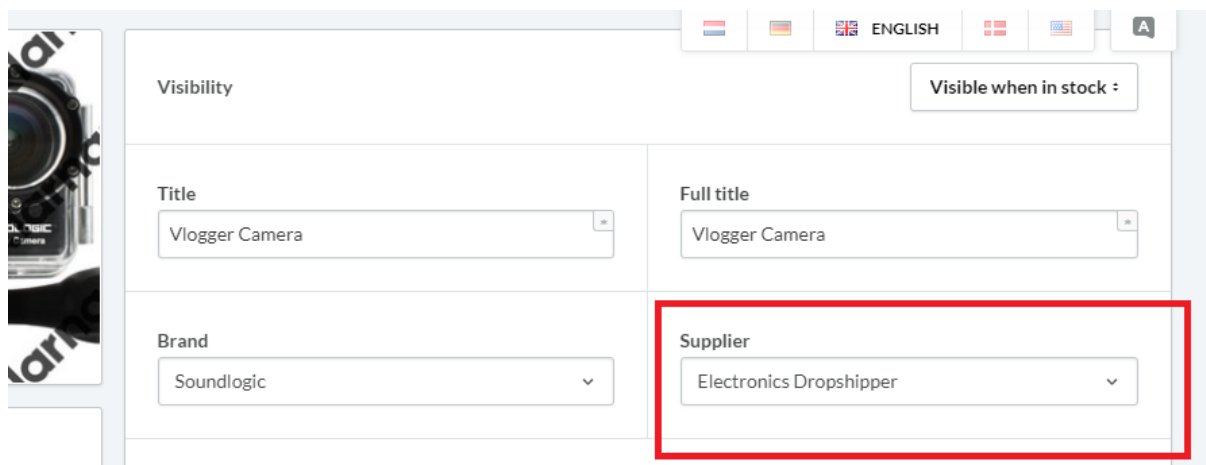 ENGLISH
A
Visibility
Visible when in stock
Title
Full title
Vlogger Camera
Vlogger Camera
Brand
Supplier
Soundlogic
Electronics Dropshipper